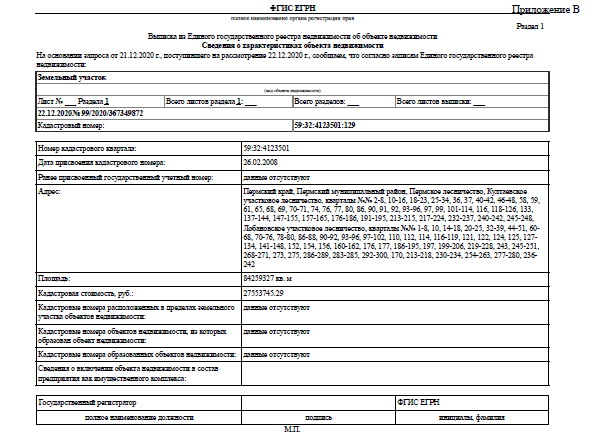 Приложение В
ФГИС ЕГРН
полное наименование органа регистрации прав
Раздел 1
Выписка из Единого государственного реестра недвижимости об объекте недвижимости
Сведения о характеристиках объекта недвижимости
На основании запроса от 21.12.2020 г., поступившего на рассмотрение 22.12.2020 г., сообщаем, что согласно записям Единого государственного реестра
недвижимости:
Земельный участок
(вид объекта недвижимости)
Лист № ___ Раздела 1 Всего листов раздела 1: ___ Всего разделов: ___ Всего листов выписки: ___
22.12.2020 № 99/2020/367349872
Кадастровый номер: 59:32:4123501:129
Номер кадастрового квартала: 59:32:4123501
Дата присвоения кадастрового номера: 26.02.2008
Ранее присвоенный государственный учетный номер: данные отсутствуют
Адрес: Пермский край, Пермский муниципальный район, Пермское лесничество, Култаевское
участковое лесничество, кварталы №№ 2-8, 10-16, 18-23, 25-34, 36, 37, 40-42, 46-48, 58, 59,
61, 65, 68, 69, 70-71, 74, 76, 77, 80, 86, 90, 91, 92, 93-96, 97, 99, 101-114, 116, 118-126, 133,
137-144, 147-155, 157-165, 176-186, 191-195, 213-215, 217-224, 232-237, 240-242, 245-248,
Лобановское участковое лесничество, кварталы №№ 1-8, 10, 14-18, 20-25, 32-39, 44-51, 60-
68, 70-76, 78-80, 86-88, 90-92, 93-96, 97-102, 110, 112, 114, 116-119, 121, 122, 124, 125, 127-
134, 141-148, 152, 154, 156, 160-162, 176, 177, 186-195, 197, 199-206, 219-228, 243, 245-251,
268-271, 273, 275, 286-289, 283-285, 292-300, 170, 213-218, 230-234, 254-263, 277-280, 236-
242
Площадь: 84259327 кв. м
Кадастровая стоимость, руб.: 27553745.29
Кадастровые номера расположенных в пределах земельного данные отсутствуют
участка объектов недвижимости:
Кадастровые номера объектов недвижимости, из которых данные отсутствуют
образован объект недвижимости:
Кадастровые номера образованных объектов недвижимости: данные отсутствуют
Сведения о включении объекта недвижимости в состав
предприятия как имущественного комплекса:
Государственный регистратор ФГИС ЕГРН
полное наименование должности подпись инициалы, фамилия
М.П.